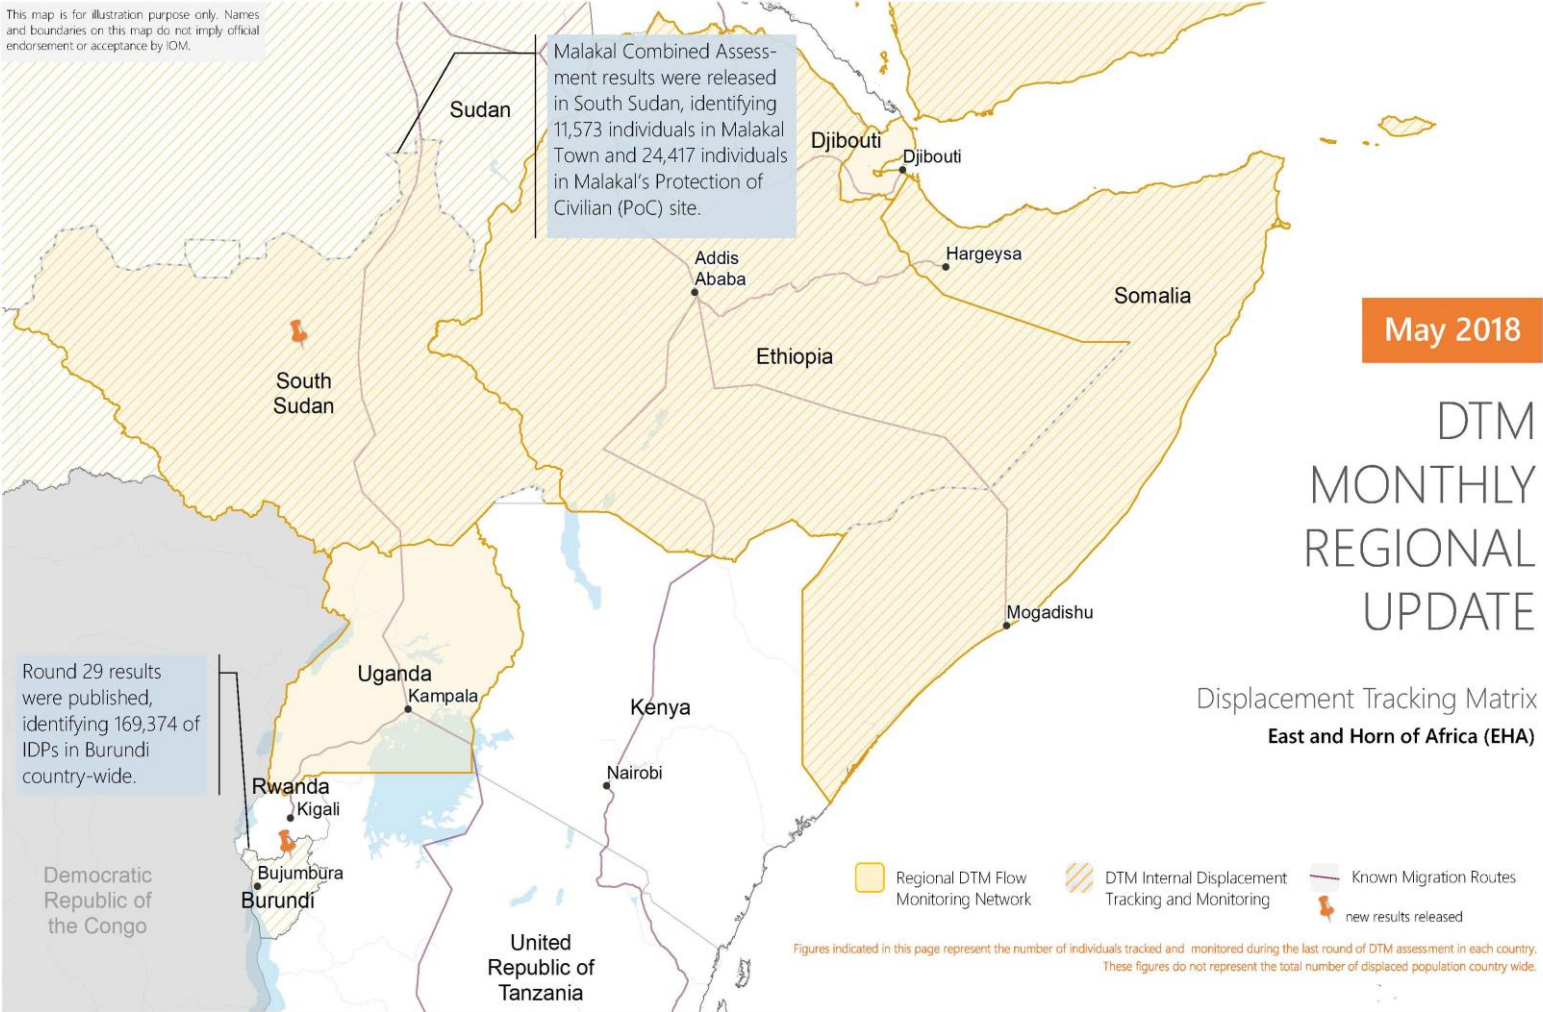 This map is for illustration purpose only. Names
and boundaries on this map do not imply official
endorsement or acceptance by IOM.
Malakal Combined Assess-
ment results were released
in South Sudan, identifying
11,573 individuals in Malakal
Town and 24,417 individuals
in Malakal's Protection of
Civilian (PoC) site.
Sudan
Djibouti
Djibouti
Addis
Ababa
Hargeysa
Somalia
Ethiopia
South
Sudan
May 2018
DTM
MONTHLY
REGIONAL
UPDATE
Displacement Tracking Matrix
East and Horn of Africa (EHA)
Mogadishu
Uganda
Kampala
Kenya
Nairobi
Round 29 results
were published,
identifying 169,374 of
IDPs in Burundi
country-wide.
Rwanda
Kigali
Bujumbura
Burundi
Democratic
Republic of
the Congo
United
Republic of
Tanzania
Regional DTM Flow
Monitoring Network
DTM Internal Displacement
Tracking and Monitoring
Known Migration Routes
new results released
Figures indicated in this page represent the number of individuals tracked and monitored during the last round of DTM assessment in each country.
These figures do not represent the total number of displaced population country wide.